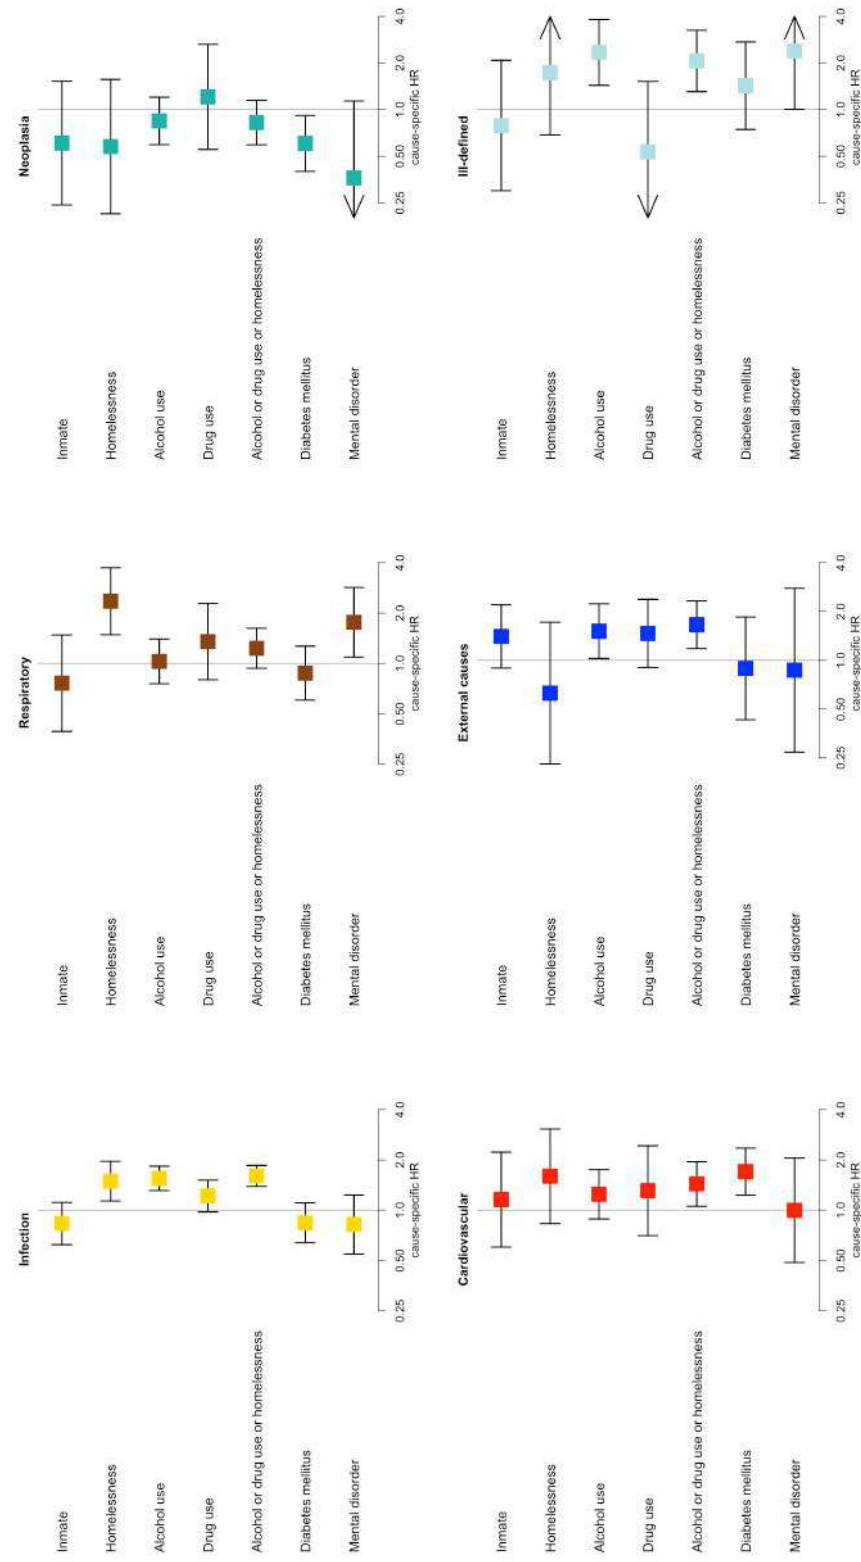 Infection
Inmate
Homelessness
Alcohol use
Drug use
Alcohol or drug use or homelessness
Diabetes mellitus
Mental disorder
0.25 0.50 1.0 2.0 4.0
cause-specific HR
Respiratory
Inmate
Homelessness
Alcohol use
Drug use
Alcohol or drug use or homelessness
Diabetes mellitus
Mental disorder
0.25 0.50 1.0 2.0 4.0
cause-specific HR
Neoplasia
Inmate
Homelessness
Alcohol use
Drug use
Alcohol or drug use or homelessness
Diabetes mellitus
Mental disorder
0.25 0.50 1.0 2.0 4.0
cause-specific HR
Cardiovascular
Inmate
Homelessness
Alcohol use
Drug use
Alcohol or drug use or homelessness
Diabetes mellitus
Mental disorder
0.25 0.50 1.0 2.0 4.0
cause-specific HR
External causes
Inmate
Homelessness
Alcohol use
Drug use
Alcohol or drug use or homelessness
Diabetes mellitus
Mental disorder
0.25 0.50 1.0 2.0 4.0
cause-specific HR
Ill-defined
Inmate
Homelessness
Alcohol use
Drug use
Alcohol or drug use or homelessness
Diabetes mellitus
Mental disorder
0.25 0.50 1.0 2.0 4.0
cause-specific HR